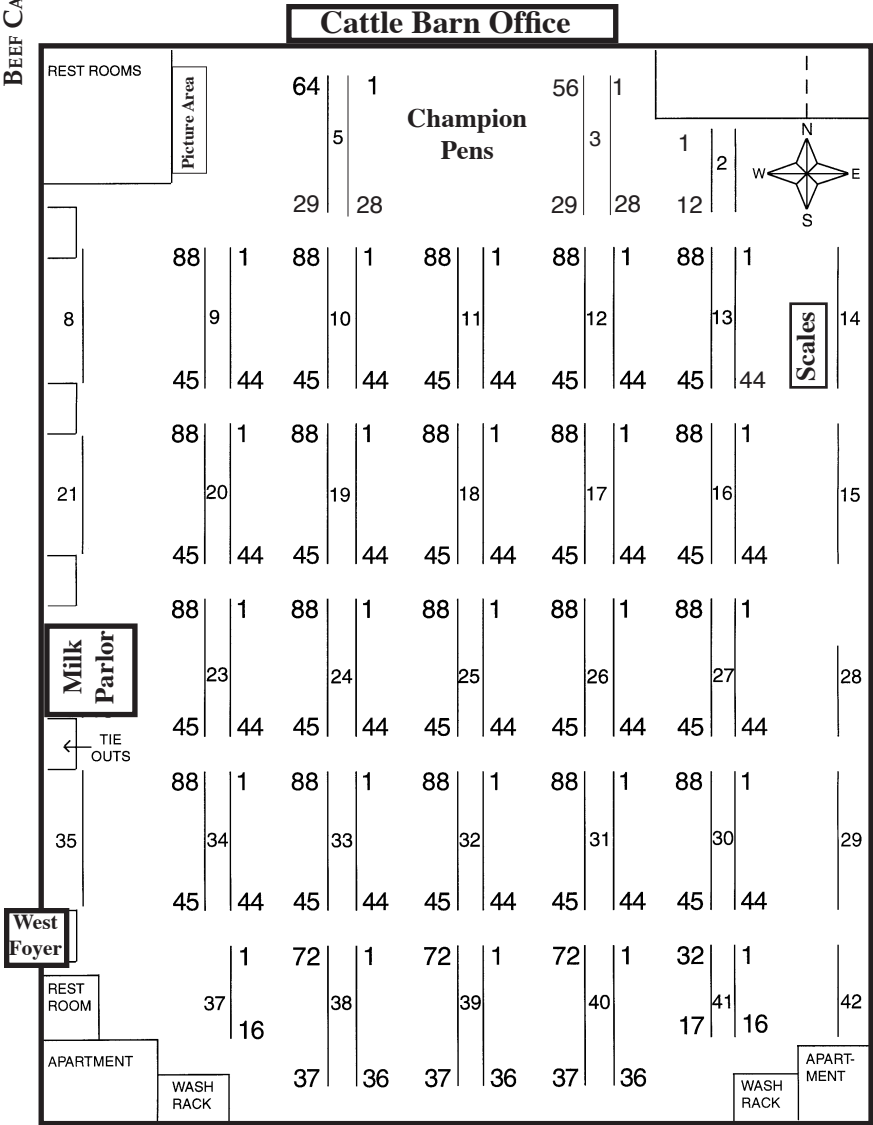 BEEF CA
Cattle Barn Office
REST ROOMS
Picture Area
64 1 56 1
5 Champion Pens 3 1 2
N
W E
S
29 28 29 28 12
88 1 88 1 88 1 88 1 88 1
8 9 10 11 12 13 Scales 14
45 44 45 44 45 44 45 44 45 44
88 1 88 1 88 1 88 1 88 1
21 20 19 18 17 16 15
45 44 45 44 45 44 45 44 45 44
88 1 88 1 88 1 88 1 88 1
Milk
Parlor
23 24 25 26 27 28
45 44 45 44 45 44 45 44 45 44
TIE
OUTS
88 1 88 1 88 1 88 1 88 1
35 34 33 32 31 30 29
45 44 45 44 45 44 45 44 45 44
West
Foyer
1 72 1 72 1 72 1 32 1
REST
ROOM
37 38 39 40 41 42
16 17 16
APARTMENT
37 36 37 36 37 36
WASH
RACK
WASH
RACK
APART-
MENT